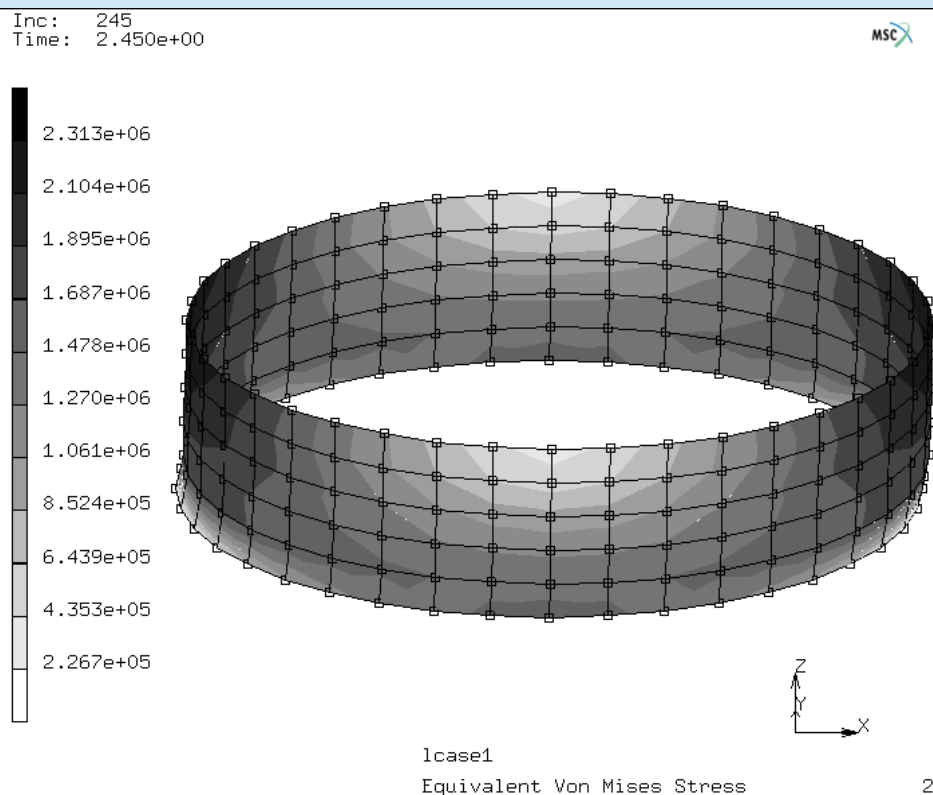 Inc: 245
Time: 2.450e+00
MSC
2.313e+06
2.104e+06
1.895e+06
1.687e+06
1.478e+06
1.270e+06
1.061e+06
8.524e+05
6.439e+05
4.353e+05
2.267e+05
Z
Y
X
lcase1
Equivalent Von Mises Stress 2